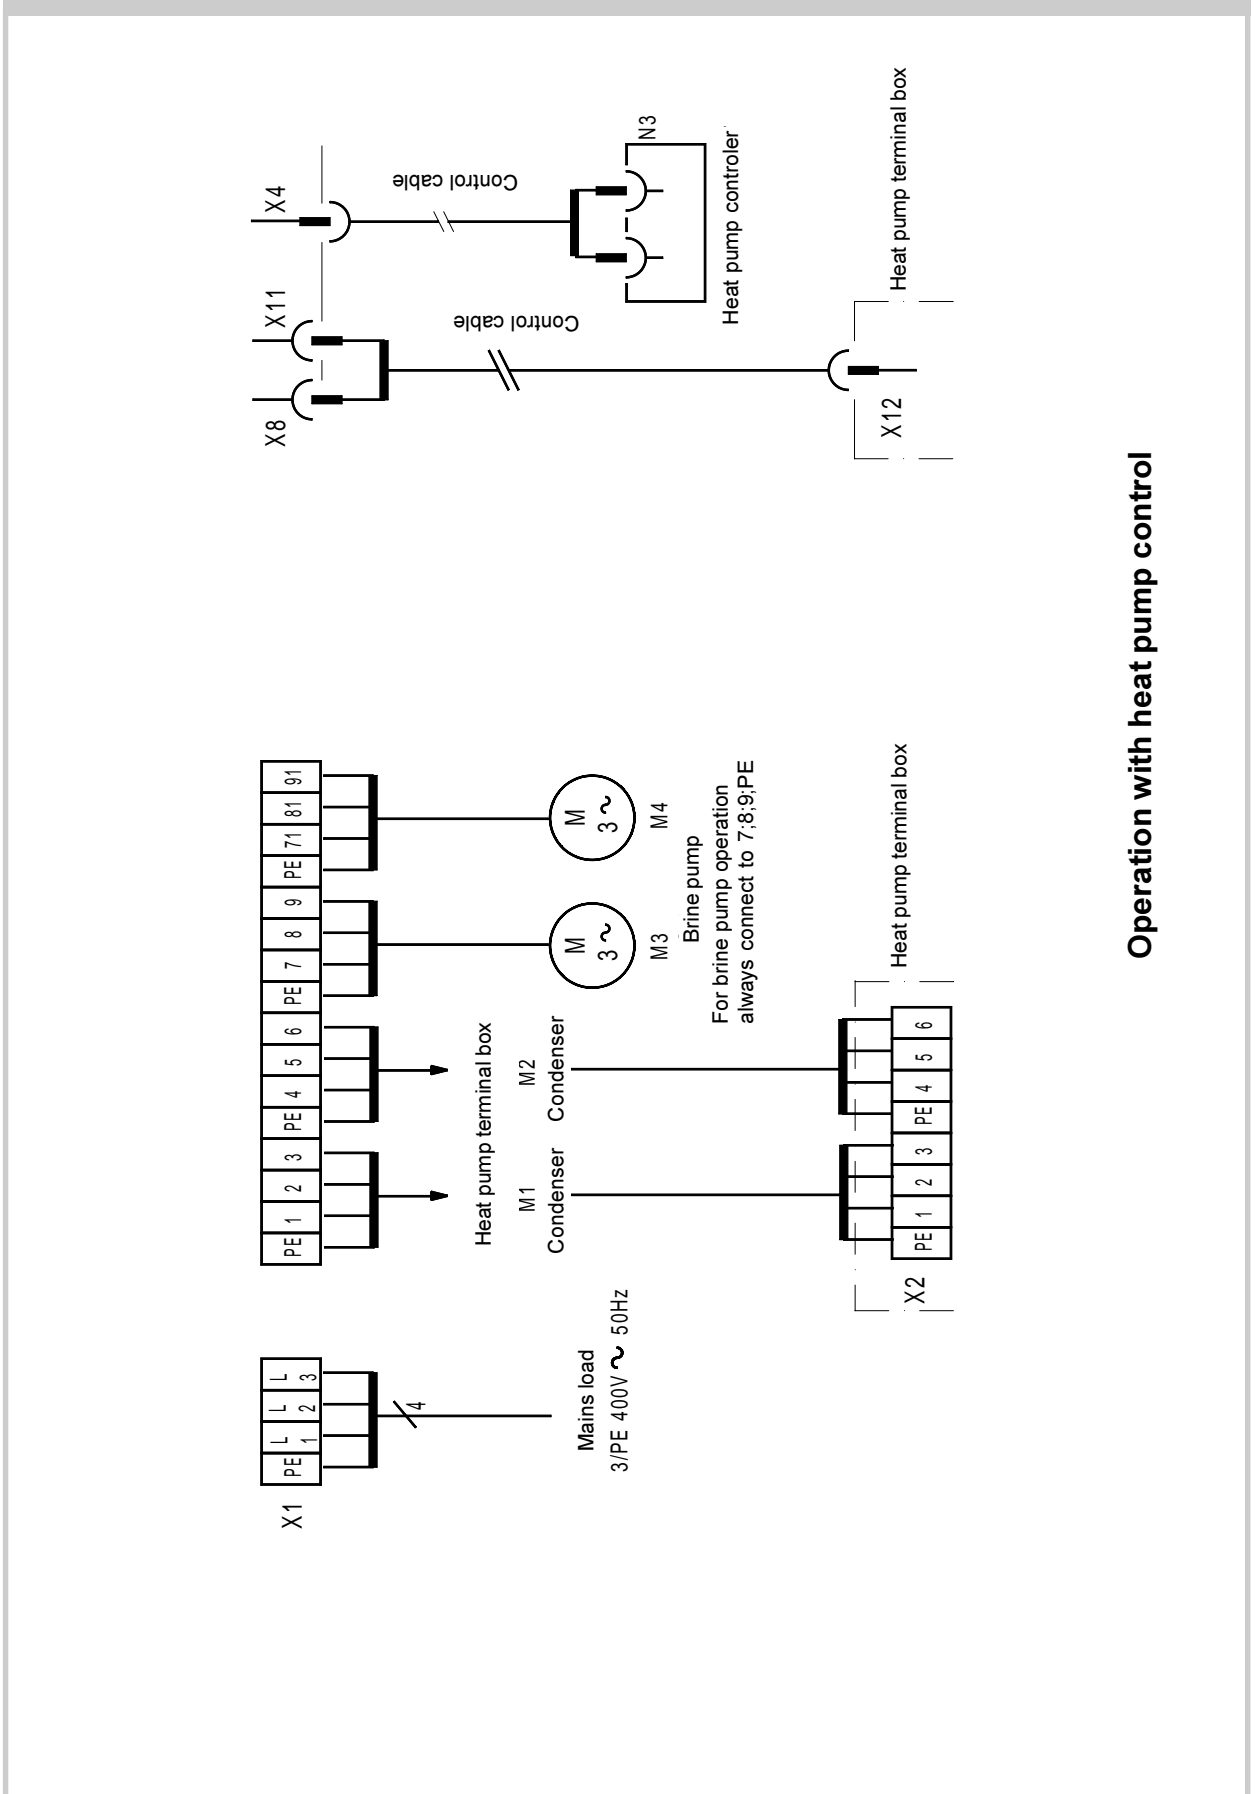 X1
PE
L
1
L
2
L
3
4
Mains load
3/PE 400V ~ 50Hz
PE 1 2 3 PE 4 5 6 PE 7 8 9 PE 71 81 91
Heat pump terminal box
M1
Condenser
M2
Condenser
M
3 ~
M3
M
3 ~
M4
Brine pump
For brine pump operation
always connect to 7;8;9;PE
X2
PE 1 2 3 PE 4 5 6
Heat pump terminal box
X8
X11
X4
Control cable
Control cable
N3
Heat pump controler
X12
Heat pump terminal box
Operation with heat pump control